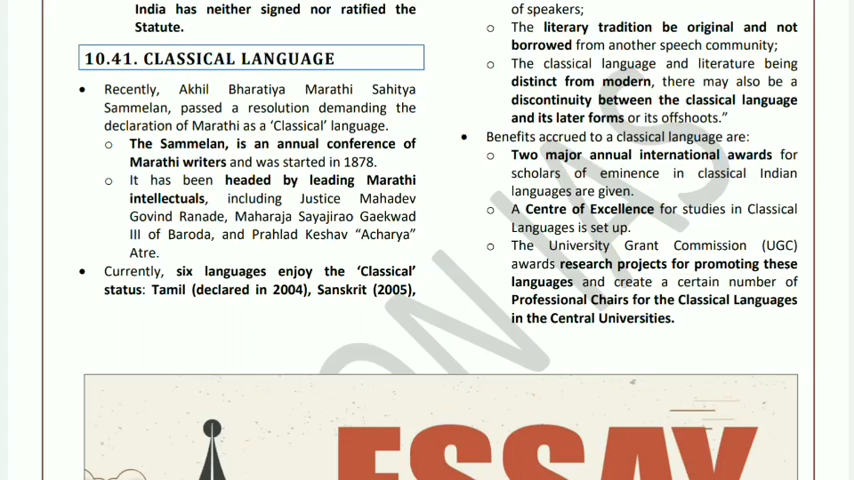 India has neither signed nor ratified the
Statute.
10.41. CLASSICAL LANGUAGE
• Recently, Akhil Bharatiya Marathi Sahitya
Sammelan, passed a resolution demanding the
declaration of Marathi as a ‘Classical’ language.
o The Sammelan, is an annual conference of
Marathi writers and was started in 1878.
o It has been headed by leading Marathi
intellectuals, including Justice Mahadev
Govind Ranade, Maharaja Sayajirao Gaekwad
III of Baroda, and Prahlad Keshav “Acharya”
Atre.
• Currently, six languages enjoy the ‘Classical’
status: Tamil (declared in 2004), Sanskrit (2005),
of speakers;
o The literary tradition be original and not
borrowed from another speech community;
o The classical language and literature being
distinct from modern, there may also be a
discontinuity between the classical language
and its later forms or its offshoots.”
• Benefits accrued to a classical language are:
o Two major annual international awards for
scholars of eminence in classical Indian
languages are given.
o A Centre of Excellence for studies in Classical
Languages is set up.
o The University Grant Commission (UGC)
awards research projects for promoting these
languages and create a certain number of
Professional Chairs for the Classical Languages
in the Central Universities.
ON IAS
ESSAY